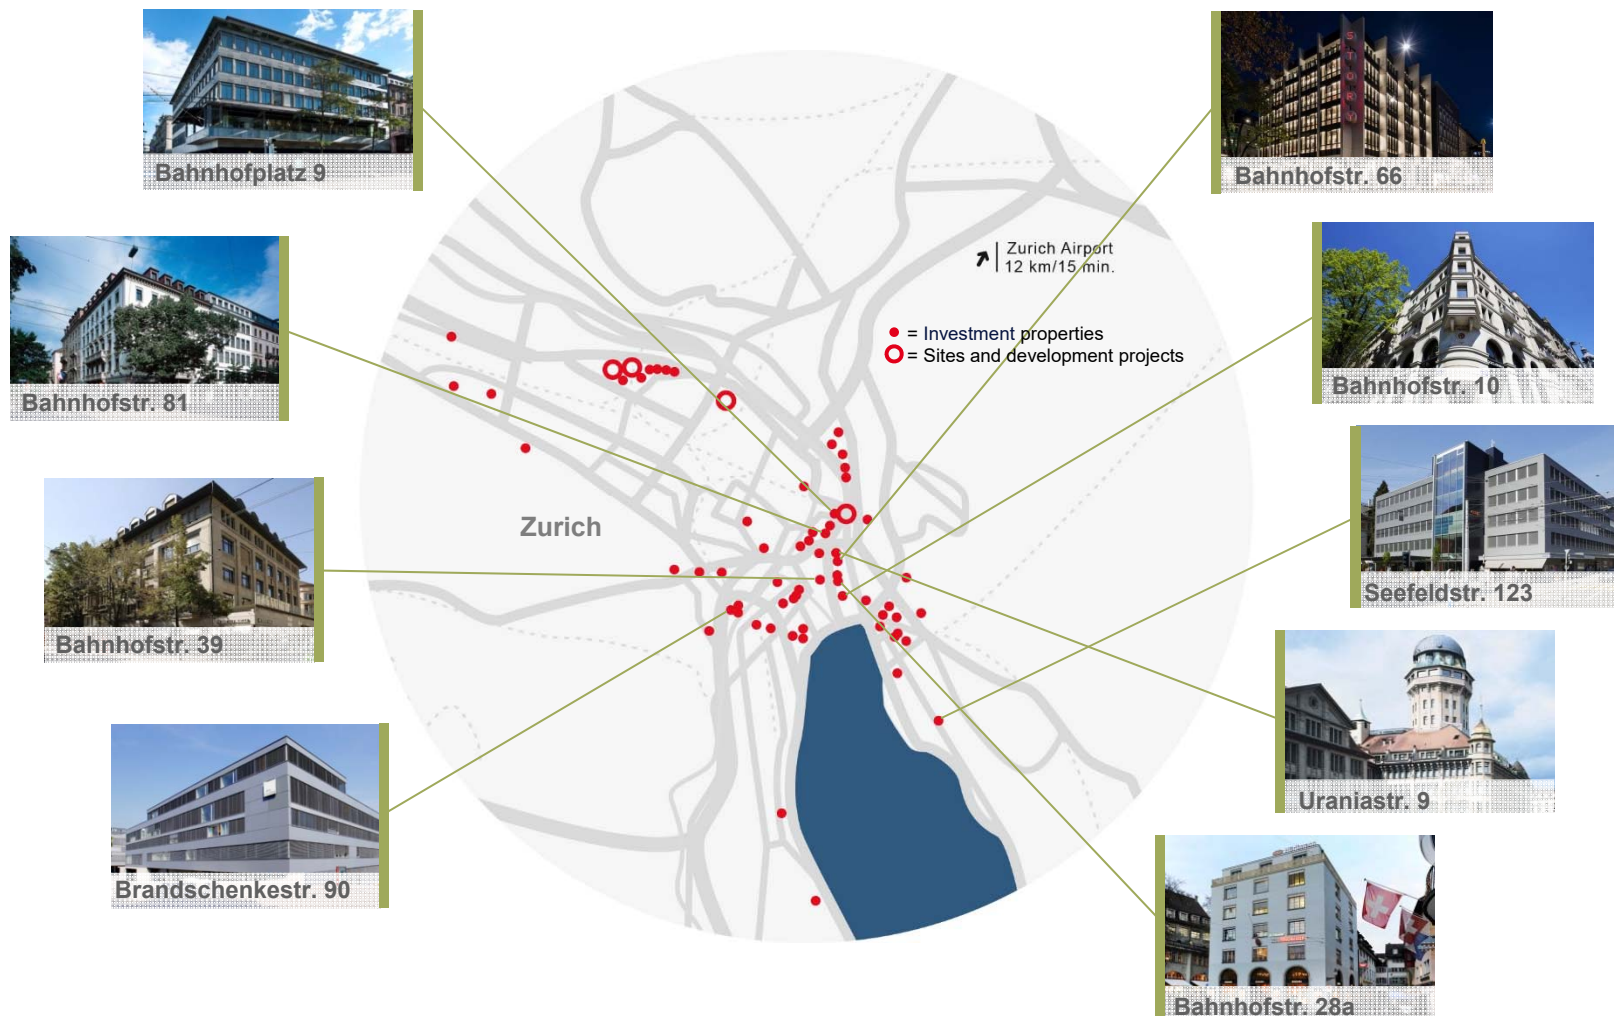 Bahnhofplatz 9
STORY
Bahnhofstr. 66
Zurich Airport
12 km/15 min.
Bahnhofstr. 81
= Investment properties
= Sites and development projects
Bahnhofstr. 10
Zurich
Bahnhofstr. 39
Seefeldstr. 123
Uraniastr. 9
Brandschenkestr. 90
Bahnhofstr. 28a